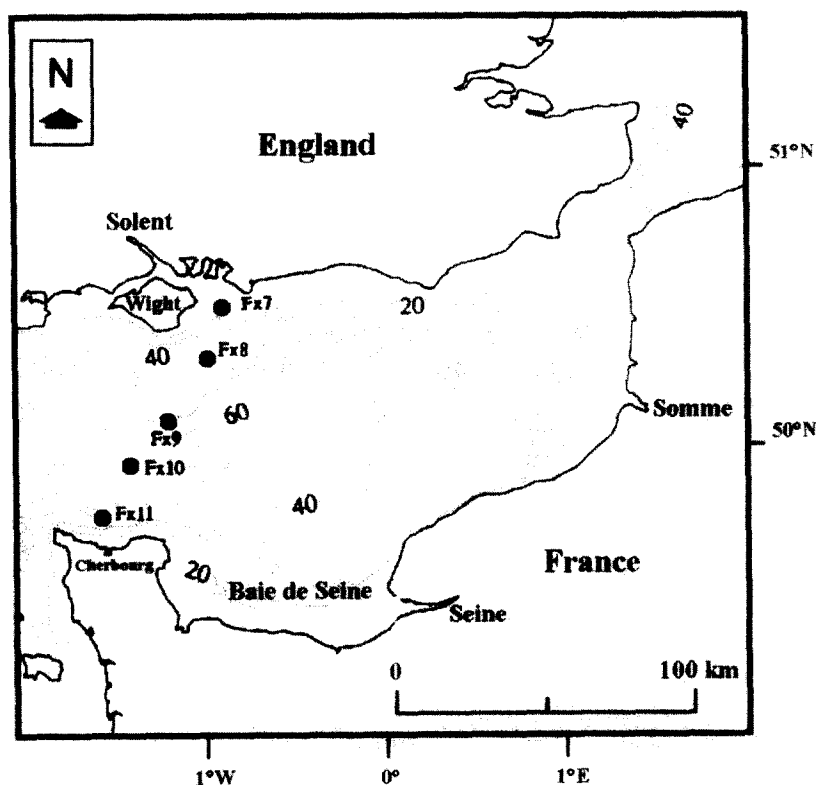 N
England
40
51°N
Solent
Wight
Fx7
20
40
Fx8
60
Fx9
Somme
50°N
Fx10
40
Fx11
Cherbourg
20
Baie de Seine
France
Seine
0
100 km
1°W
0°
1°E